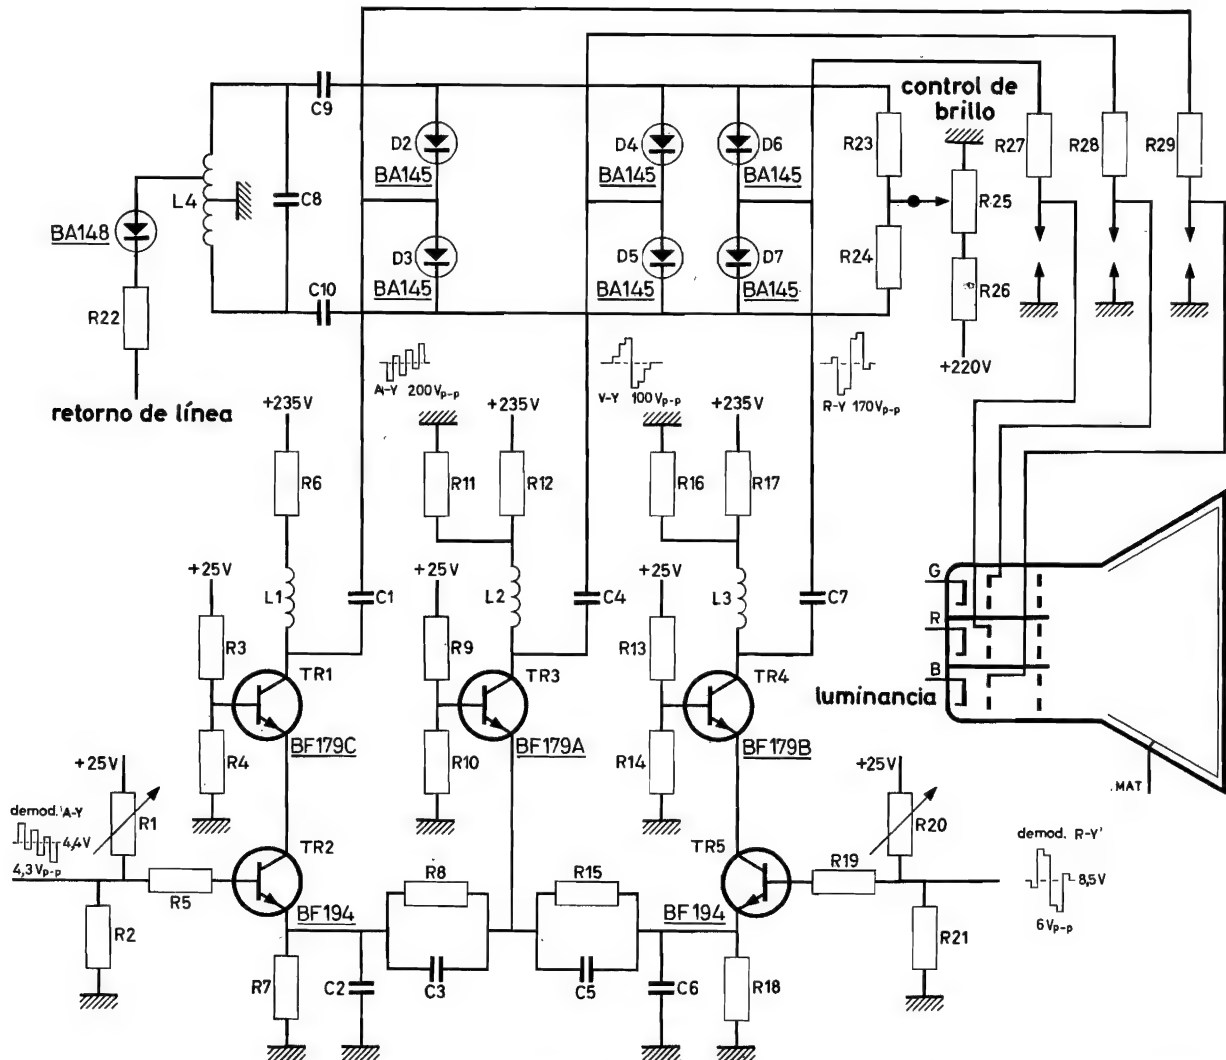 C9
control de
brillo
D2
D4
D6
R23
R27
R28
R29
BA145
BA145
L4
C8
R25
BA148
D3
D5
D7
R24
BA145
BA145
BA145
R26
R22
C10
A-Y 200Vp-p
V-Y 100Vp-p
R-Y 170Vp-p
+220V
retorno de línea
+235V
+235V
+235V
R6
R11
R12
R16
R17
+25V
+25V
+25V
L1
C1
L2
C4
L3
C7
G
R
B
R3
R9
R13
TR1
TR3
TR4
luminancia
R4
BF179C
R10
BF179A
R14
BF179B
MAT
+25V
+25V
demod. A-Y
4,4V
4,3Vp-p
R1
R20
demod. R-Y'
8,5V
6Vp-p
TR2
TR5
R5
R8
R15
R19
BF194
BF194
R2
R7
C2
C3
C5
C6
R18
R21